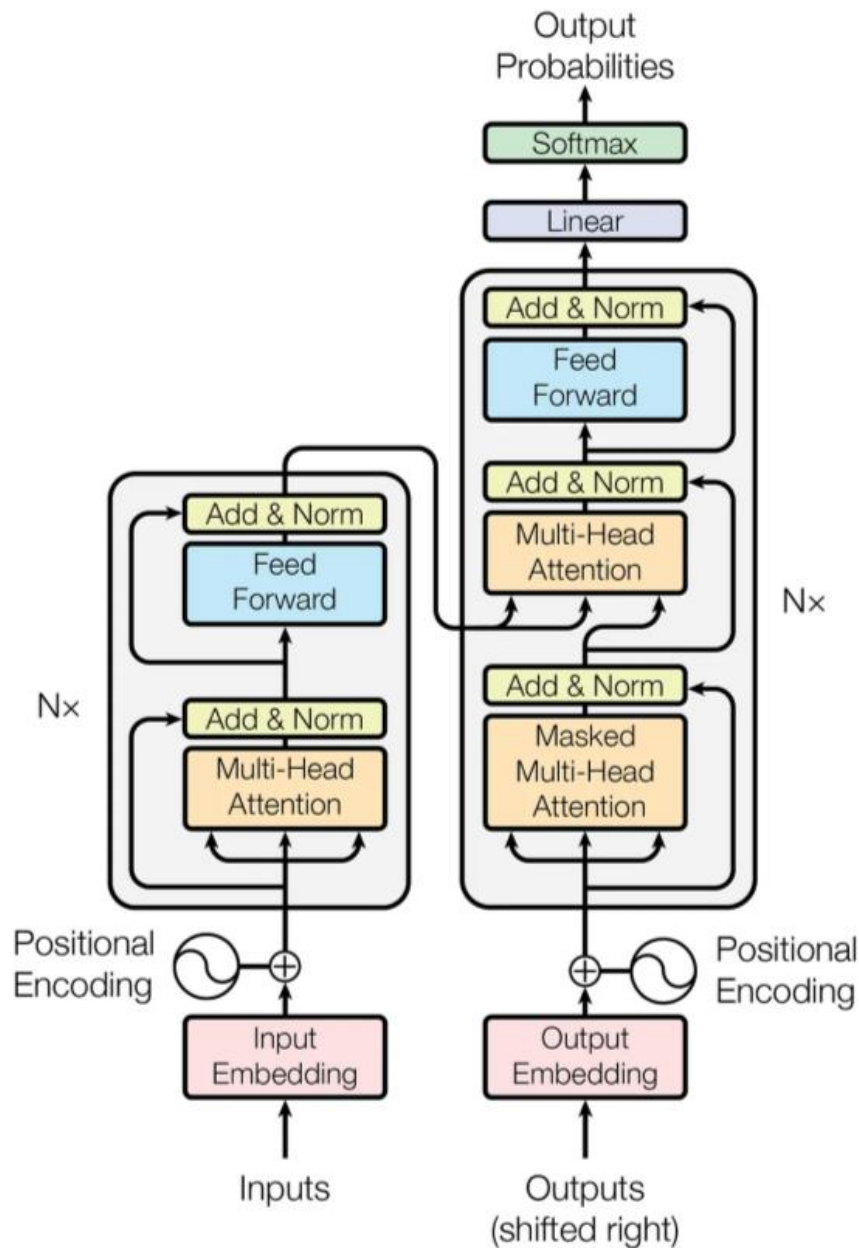 Output
Probabilities
Softmax
Linear
Add & Norm
Feed
Forward
Add & Norm
Multi-Head
Attention
Add & Norm
Masked
Multi-Head
Attention
Nx
Add & Norm
Feed
Forward
Add & Norm
Multi-Head
Attention
Nx
Positional
Encoding
Positional
Encoding
Input
Embedding
Output
Embedding
Inputs
Outputs
(shifted right)